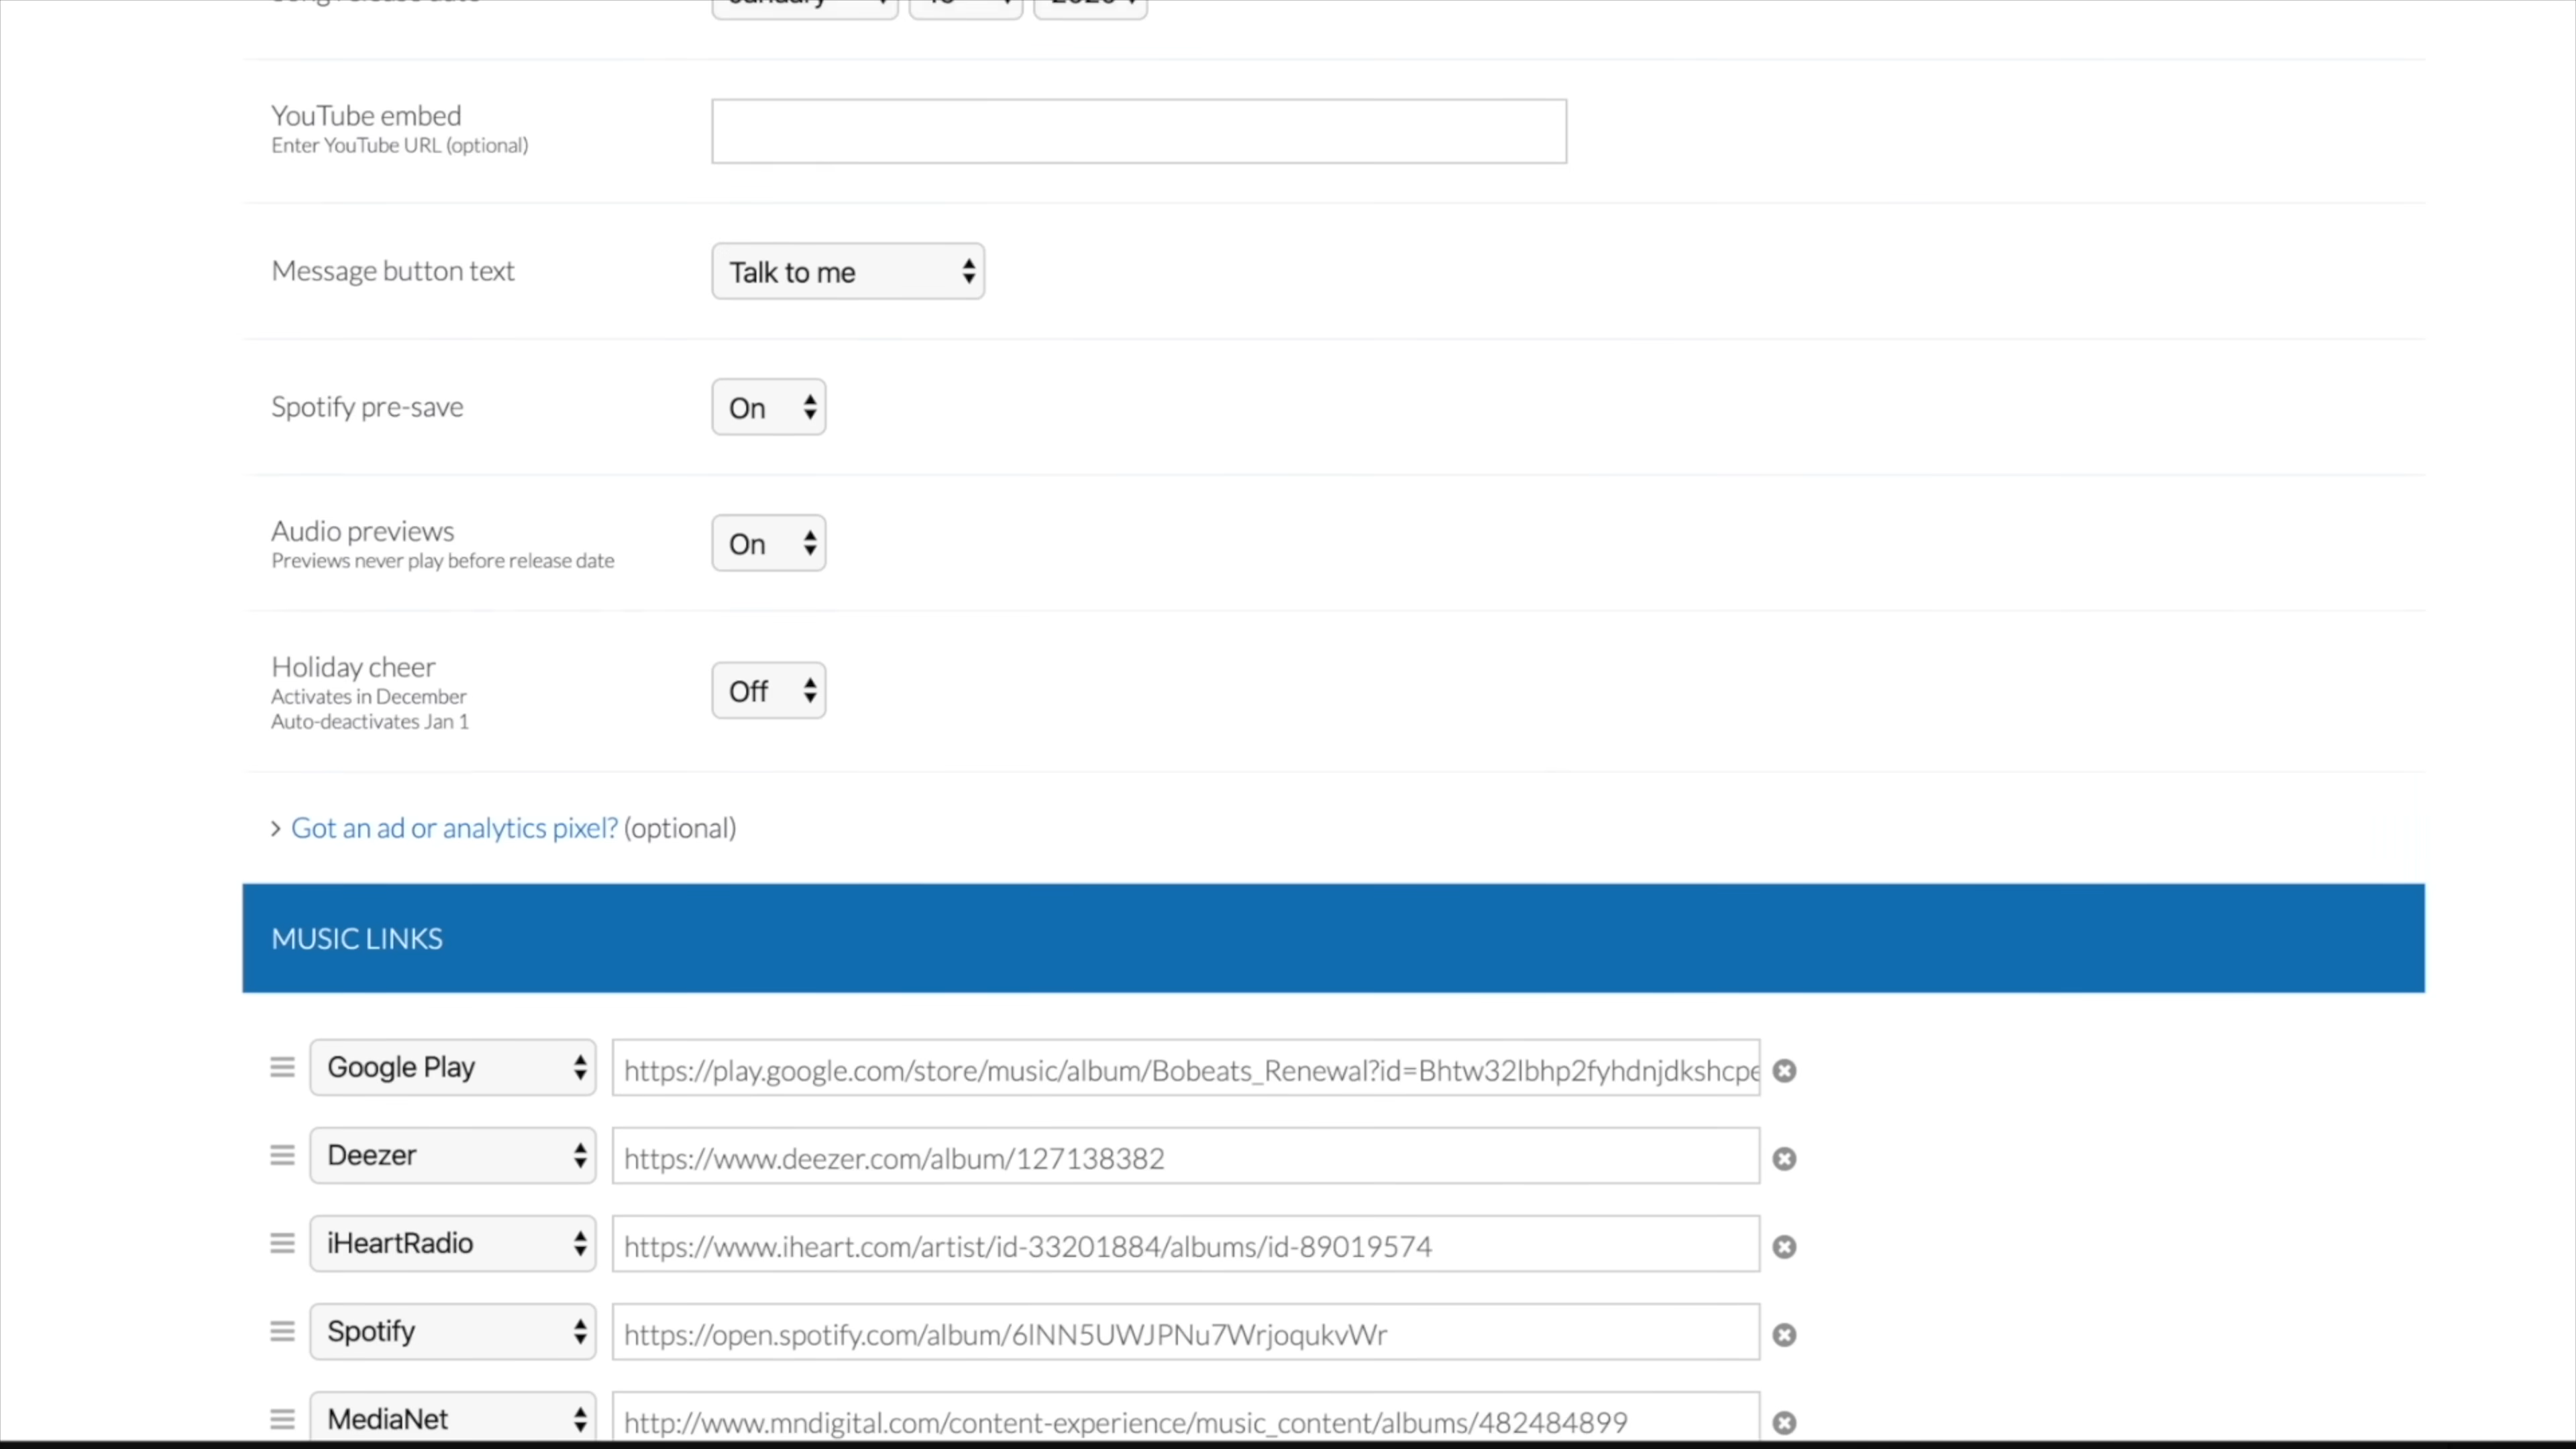 YouTube embed
Enter YouTube URL (optional)
Message button text
Talk to me
Spotify pre-save
On
Audio previews
Previews never play before release date
On
Holiday cheer
Activates in December
Auto-deactivates Jan 1
Off
Got an ad or analytics pixel? (optional)
MUSIC LINKS
Google Play https://play.google.com/store/music/album/Bobeats_Renewal?id=Bhtw32lbhp2fyhdnjdkshcpe
Deezer https://www.deezer.com/album/127138382
iHeartRadio https://www.iheart.com/artist/id-33201884/albums/id-89019574
Spotify https://open.spotify.com/album/6lNN5UWJPNu7WrjoqukvWr
MediaNet http://www.mndigital.com/content-experience/music_content/albums/482484899